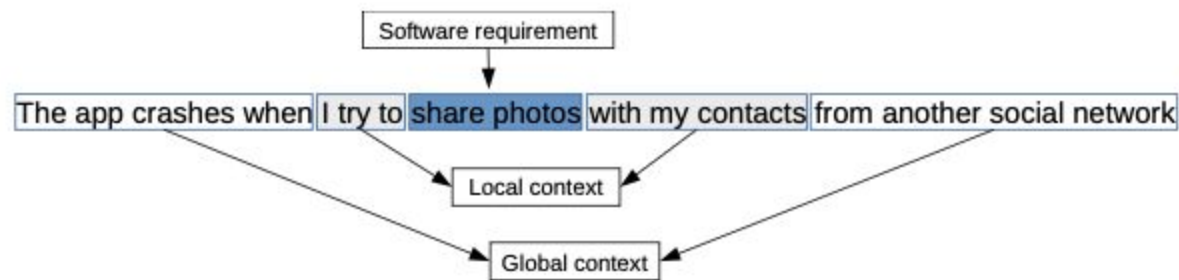 Software requirement
The app crashes when I try to share photos with my contacts from another social network
Local context
Global context